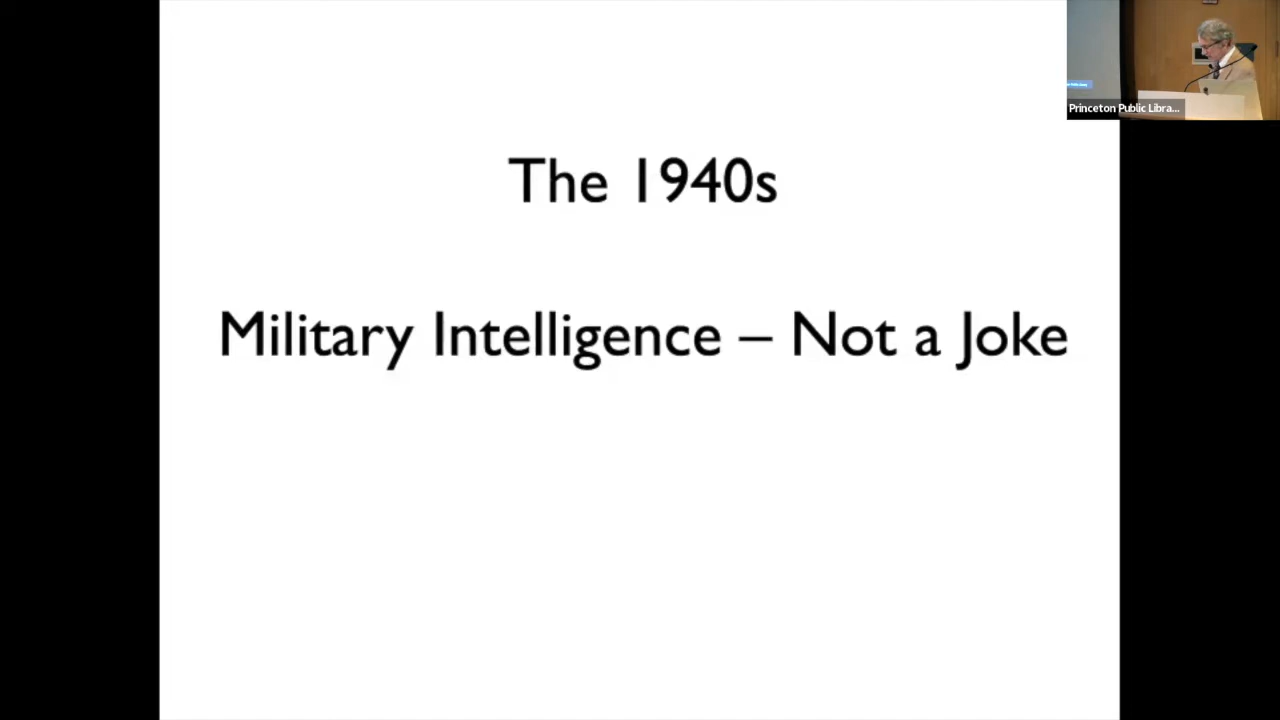 The 1940s
Military Intelligence – Not a Joke
Princeton Public Libra...